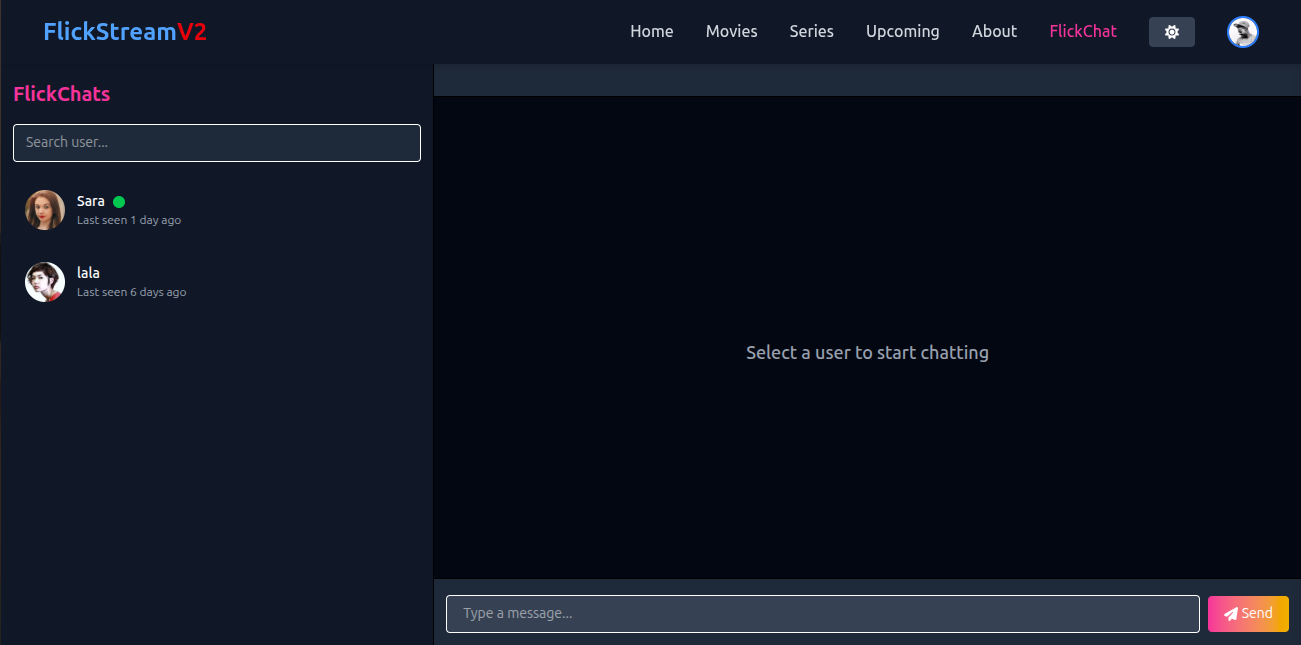 FlickStreamV2
Home Movies Series Upcoming About FlickChat
FlickChats
Search user...
Sara
Last seen 1 day ago
lala
Last seen 6 days ago
Select a user to start chatting
Type a message...
Send